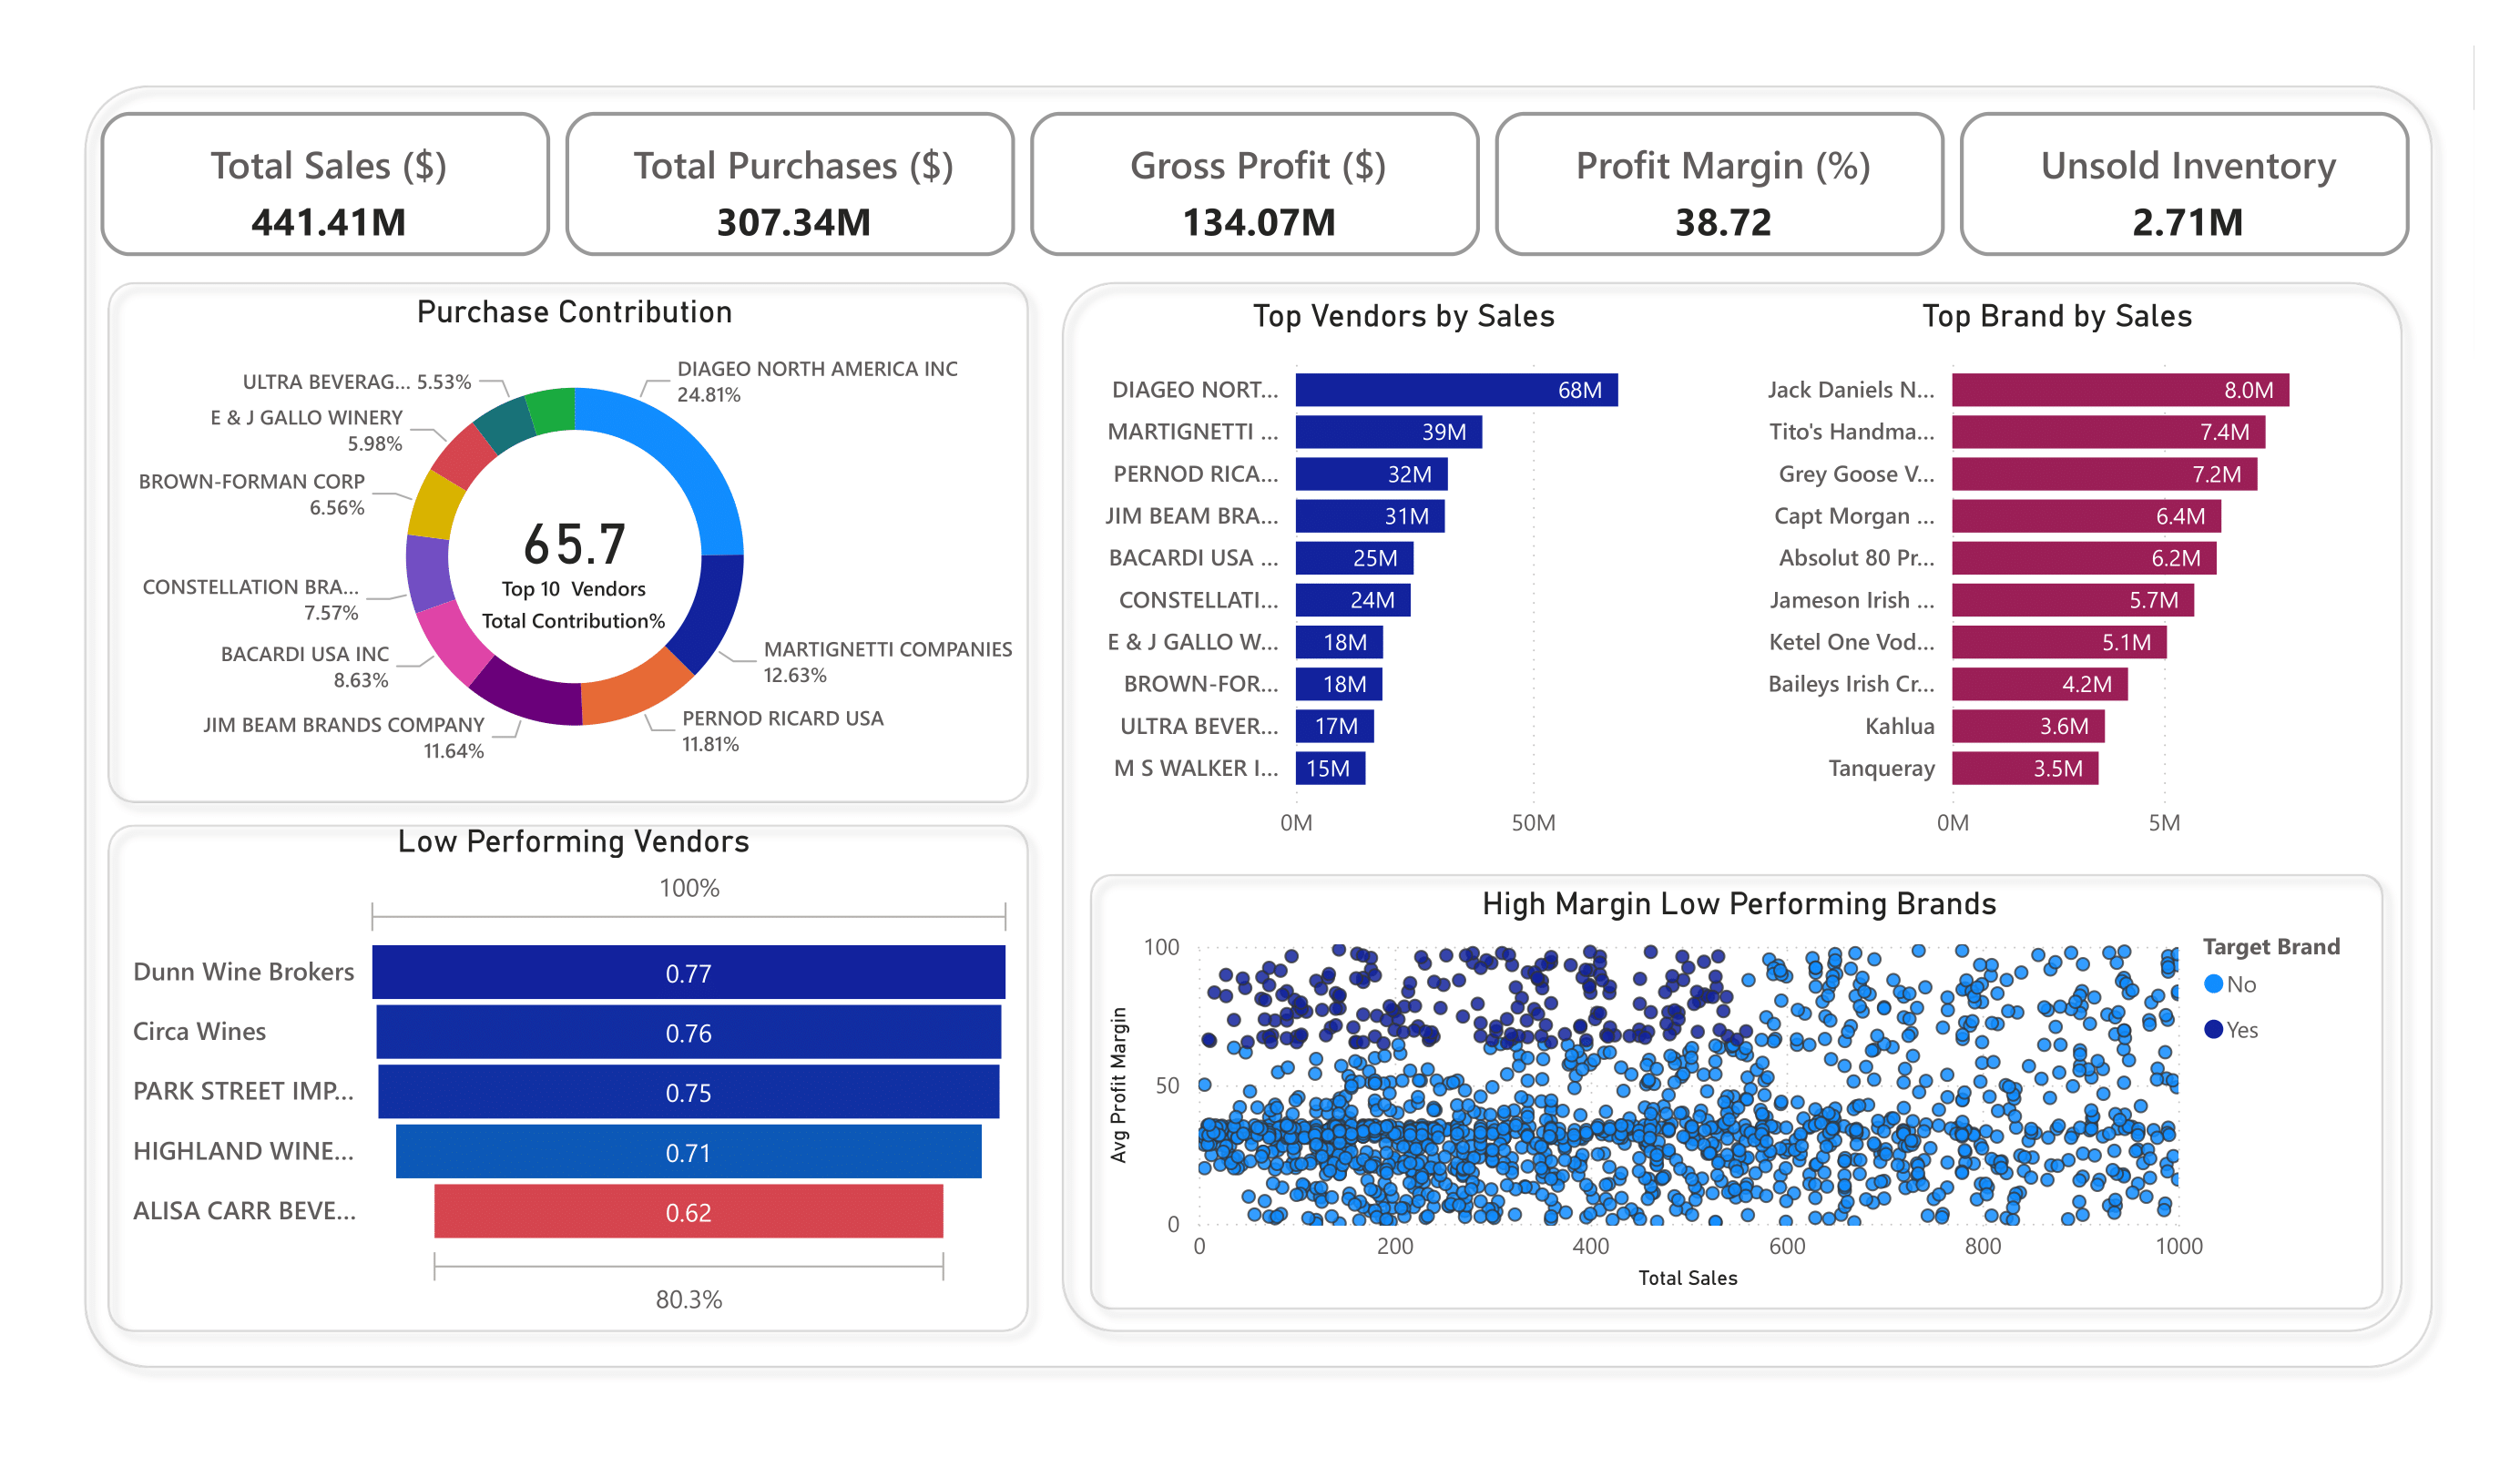 Total Sales ($)
441.41M
Total Purchases ($)
307.34M
Gross Profit ($)
134.07M
Profit Margin (%)
38.72
Unsold Inventory
2.71M
Purchase Contribution
DIAGEO NORTH AMERICA INC
24.81%
MARTIGNETTI COMPANIES
12.63%
PERNOD RICARD USA
11.81%
JIM BEAM BRANDS COMPANY
11.64%
BACARDI USA INC
8.63%
CONSTELLATION BRA...
7.57%
BROWN-FORMAN CORP
6.56%
E & J GALLO WINERY
5.98%
ULTRA BEVERAG... 5.53%
65.7
Top 10 Vendors
Total Contribution%
Top Vendors by Sales
DIAGEO NORT... 68M
MARTIGNETTI ... 39M
PERNOD RICA... 32M
JIM BEAM BRA... 31M
BACARDI USA ... 25M
CONSTELLATI... 24M
E & J GALLO W... 18M
BROWN-FOR... 18M
ULTRA BEVER... 17M
M S WALKER I... 15M
0M 50M
Top Brand by Sales
Jack Daniels N... 8.0M
Tito's Handma... 7.4M
Grey Goose V... 7.2M
Capt Morgan ... 6.4M
Absolut 80 Pr... 6.2M
Jameson Irish ... 5.7M
Ketel One Vod... 5.1M
Baileys Irish Cr... 4.2M
Kahlua 3.6M
Tanqueray 3.5M
0M 5M
Low Performing Vendors
100%
Dunn Wine Brokers 0.77
Circa Wines 0.76
PARK STREET IMP... 0.75
HIGHLAND WINE... 0.71
ALISA CARR BEVE... 0.62
80.3%
High Margin Low Performing Brands
Avg Profit Margin
100
50
0
0 200 400 600 800 1000
Total Sales
Target Brand
No
Yes